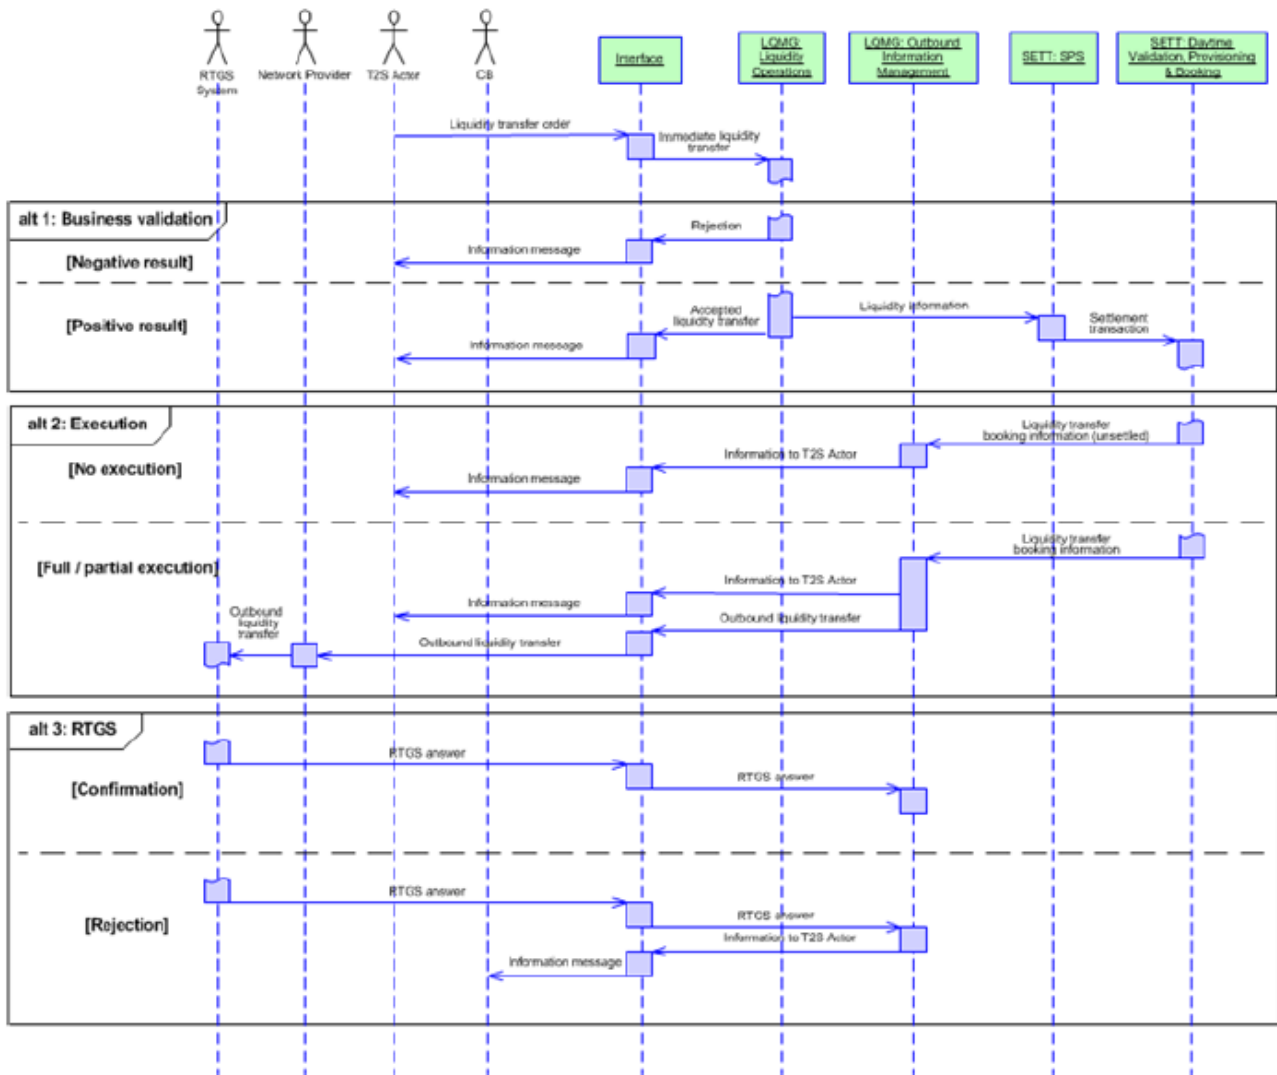 RTGS
System
Network Provider
T2S Actor
CB
Interface
LQMG:
Liquidity
Operations
LQMG: Outbound
Information
Management
SETT: SPS
SETT: Daytime
Validation, Provisioning
& Booking
Liquidity transfer order
Immediate liquidity
transfer
alt 1: Business validation
Rejection
Information message
[Negative result]
[Positive result]
Accepted
liquidity transfer
Liquidity information
Settlement
transaction
Information message
alt 2: Execution
Liquidity transfer
booking information (unsettled)
[No execution]
Information to T2S Actor
Information message
[Full / partial execution]
Liquidity transfer
booking information
Information to T2S Actor
Information message
Outbound
liquidity
transfer
Outbound liquidity transfer
Outbound liquidity transfer
alt 3: RTGS
RTGS answer
[Confirmation]
RTGS answer
RTGS answer
[Rejection]
RTGS answer
Information to T2S Actor
Information message